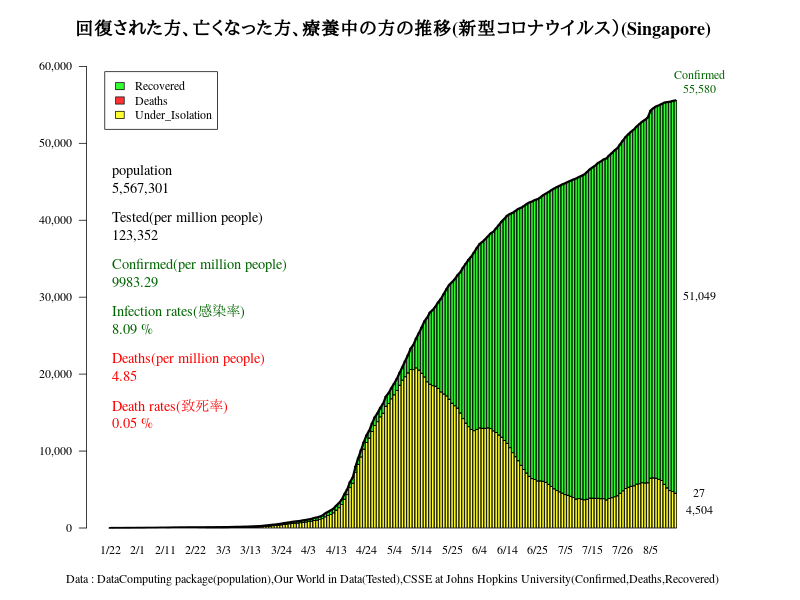 回復された方、亡くなった方、療養中の方の推移(新型コロナウイルス）(Singapore)
Confirmed
55,580
60,000
50,000
40,000
30,000
20,000
10,000
0
Recovered
Deaths
Under_Isolation
population
5,567,301
Tested(per million people)
123,352
Confirmed(per million people)
9983.29
Infection rates(感染率)
8.09 %
Deaths(per million people)
4.85
Death rates(致死率)
0.05 %
51,049
27
4,504
1/22 2/1 2/11 2/22 3/3 3/13 3/24 4/3 4/13 4/24 5/4 5/14 5/25 6/4 6/14 6/25 7/5 7/15 7/26 8/5
Data : DataComputing package(population),Our World in Data(Tested),CSSE at Johns Hopkins University(Confirmed,Deaths,Recovered)